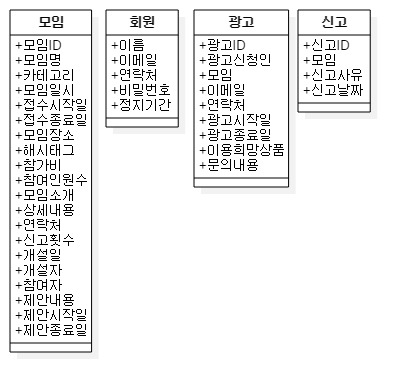 모임
+모임ID
+모임명
+카테고리
+모임일시
+접수시작일
+접수종료일
+모임장소
+해시태그
+참가비
+참여인원수
+모임소개
+상세내용
+연락처
+신고횟수
+개설일
+개설자
+참여자
+제안내용
+제안시작일
+제안종료일
회원
+이름
+이메일
+연락처
+비밀번호
+정지기간
광고
+광고ID
+광고신청인
+모임
+이메일
+연락처
+광고시작일
+광고종료일
+이용희망상품
+문의내용
신고
+신고ID
+모임
+신고사유
+신고날짜